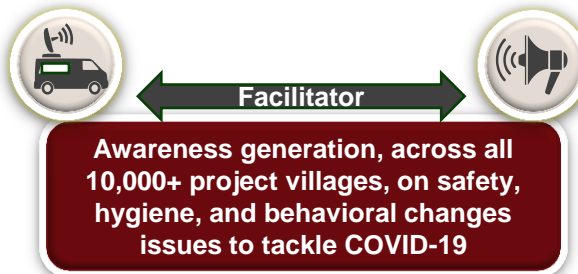 Facilitator
Awareness generation, across all
10,000+ project villages, on safety,
hygiene, and behavioral changes
issues to tackle COVID-19